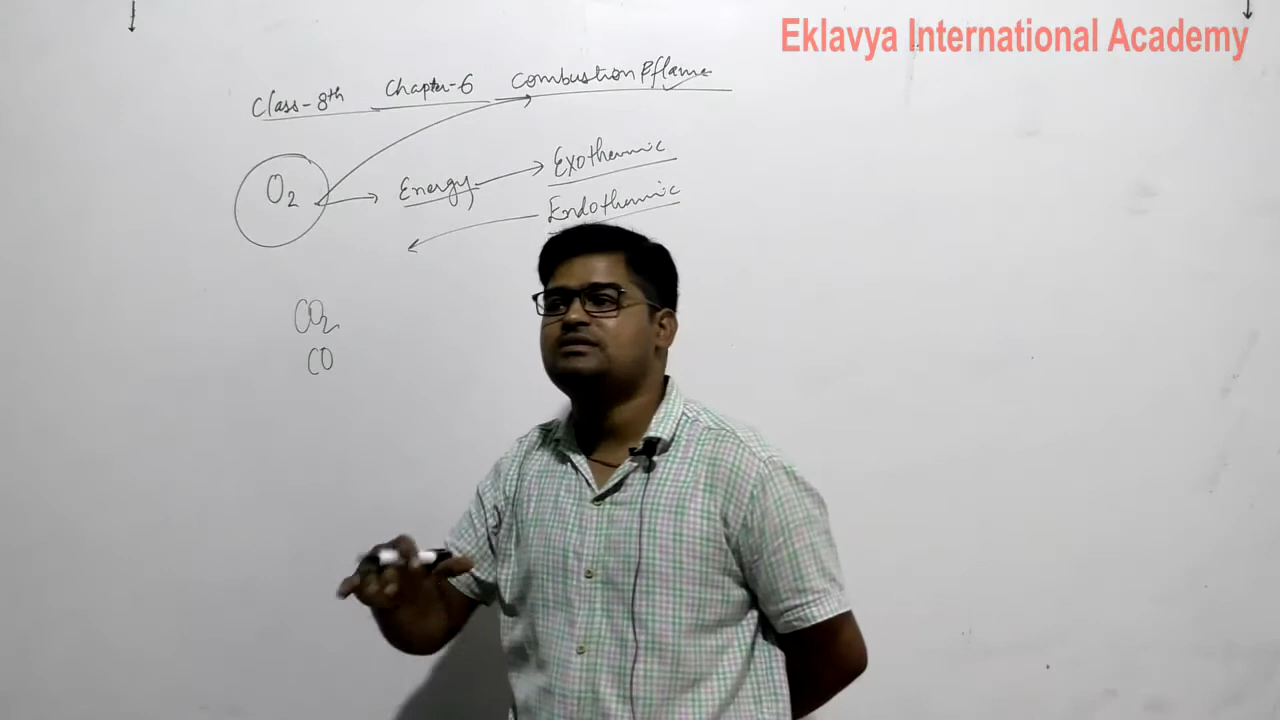 Eklavya International Academy
Class-8th Chapter-6 Combustion & flame
O2 → Energy → Exothermic
Endothermic
CO2
CO